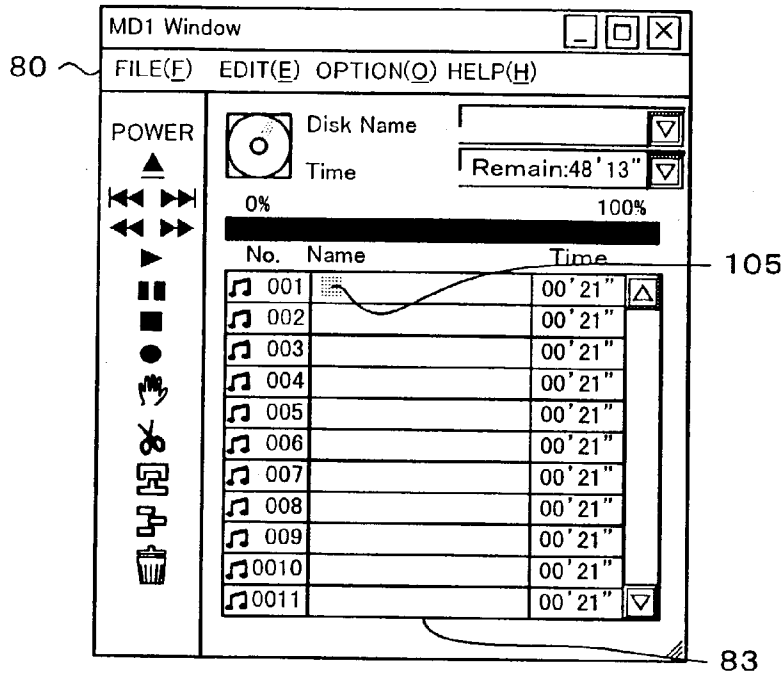 MD1 Window
80
FILE(F) EDIT(E) OPTION(O) HELP(H)
POWER
Disk Name
Time
Remain:48'13"
0% 100%
No. Name Time
105
001 00'21"
002 00'21"
003 00'21"
004 00'21"
005 00'21"
006 00'21"
007 00'21"
008 00'21"
009 00'21"
0010 00'21"
0011 00'21"
83